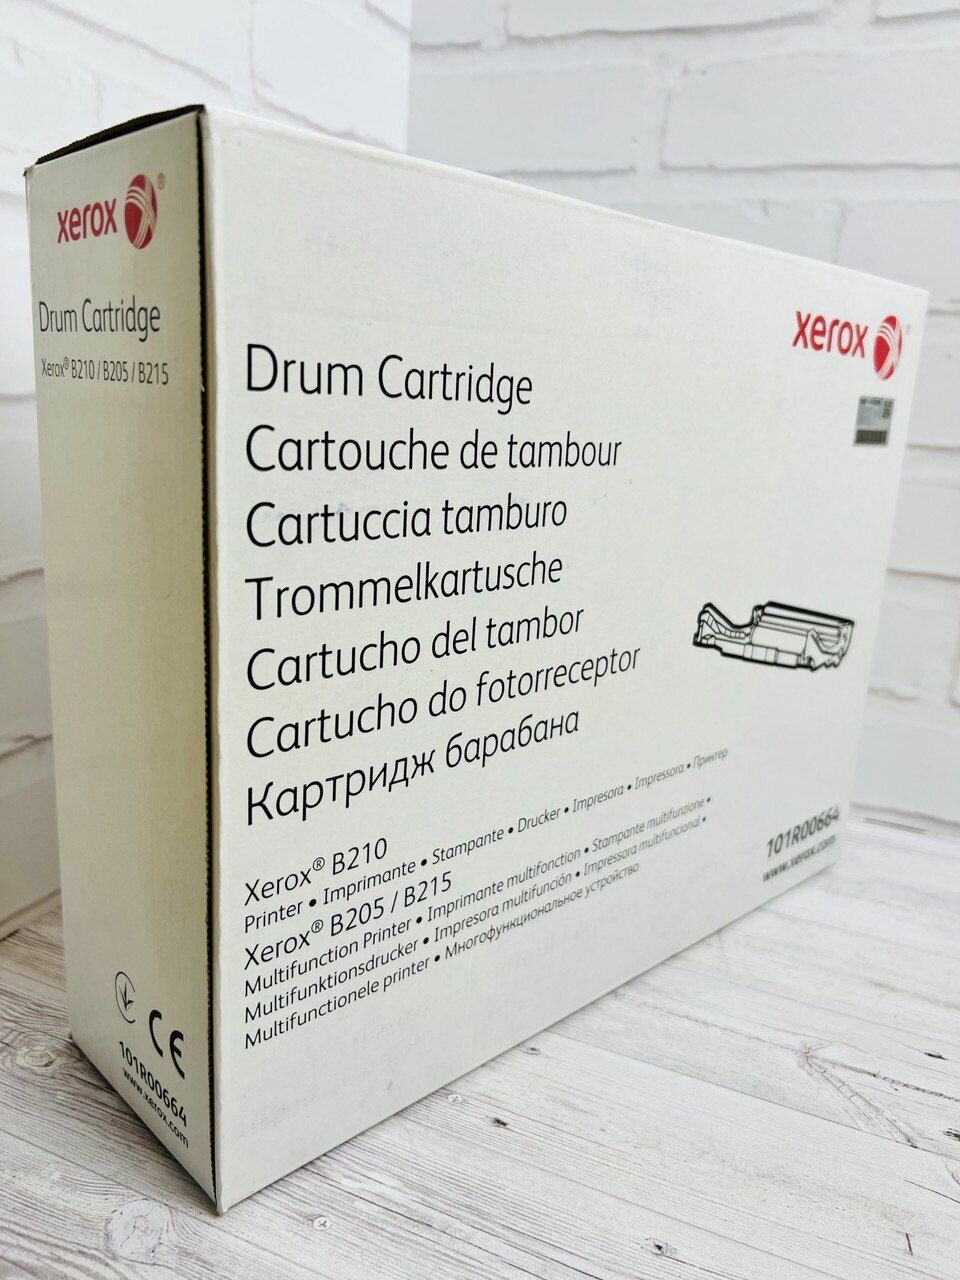 xerox ®
Drum Cartridge
Xerox® B210 / B205 / B215
CE
101R00664
www.xerox.com
xerox ®
Drum Cartridge
Cartouche de tambour
Cartuccia tamburo
Trommelkartusche
Cartucho del tambor
Cartucho do fotorreceptor
Картридж барабана
Xerox® B210
Printer • Imprimante • Stampante • Drucker • Impresora • Impressora • Принтер
Xerox® B205 / B215
Multifunction Printer • Imprimante multifonction • Stampante multifunzione •
Multifunktionsdrucker • Impresora multifunción • Impressora multifuncional •
Multifunctionele printer • Многофункциональное устройство
101R00664
www.xerox.com